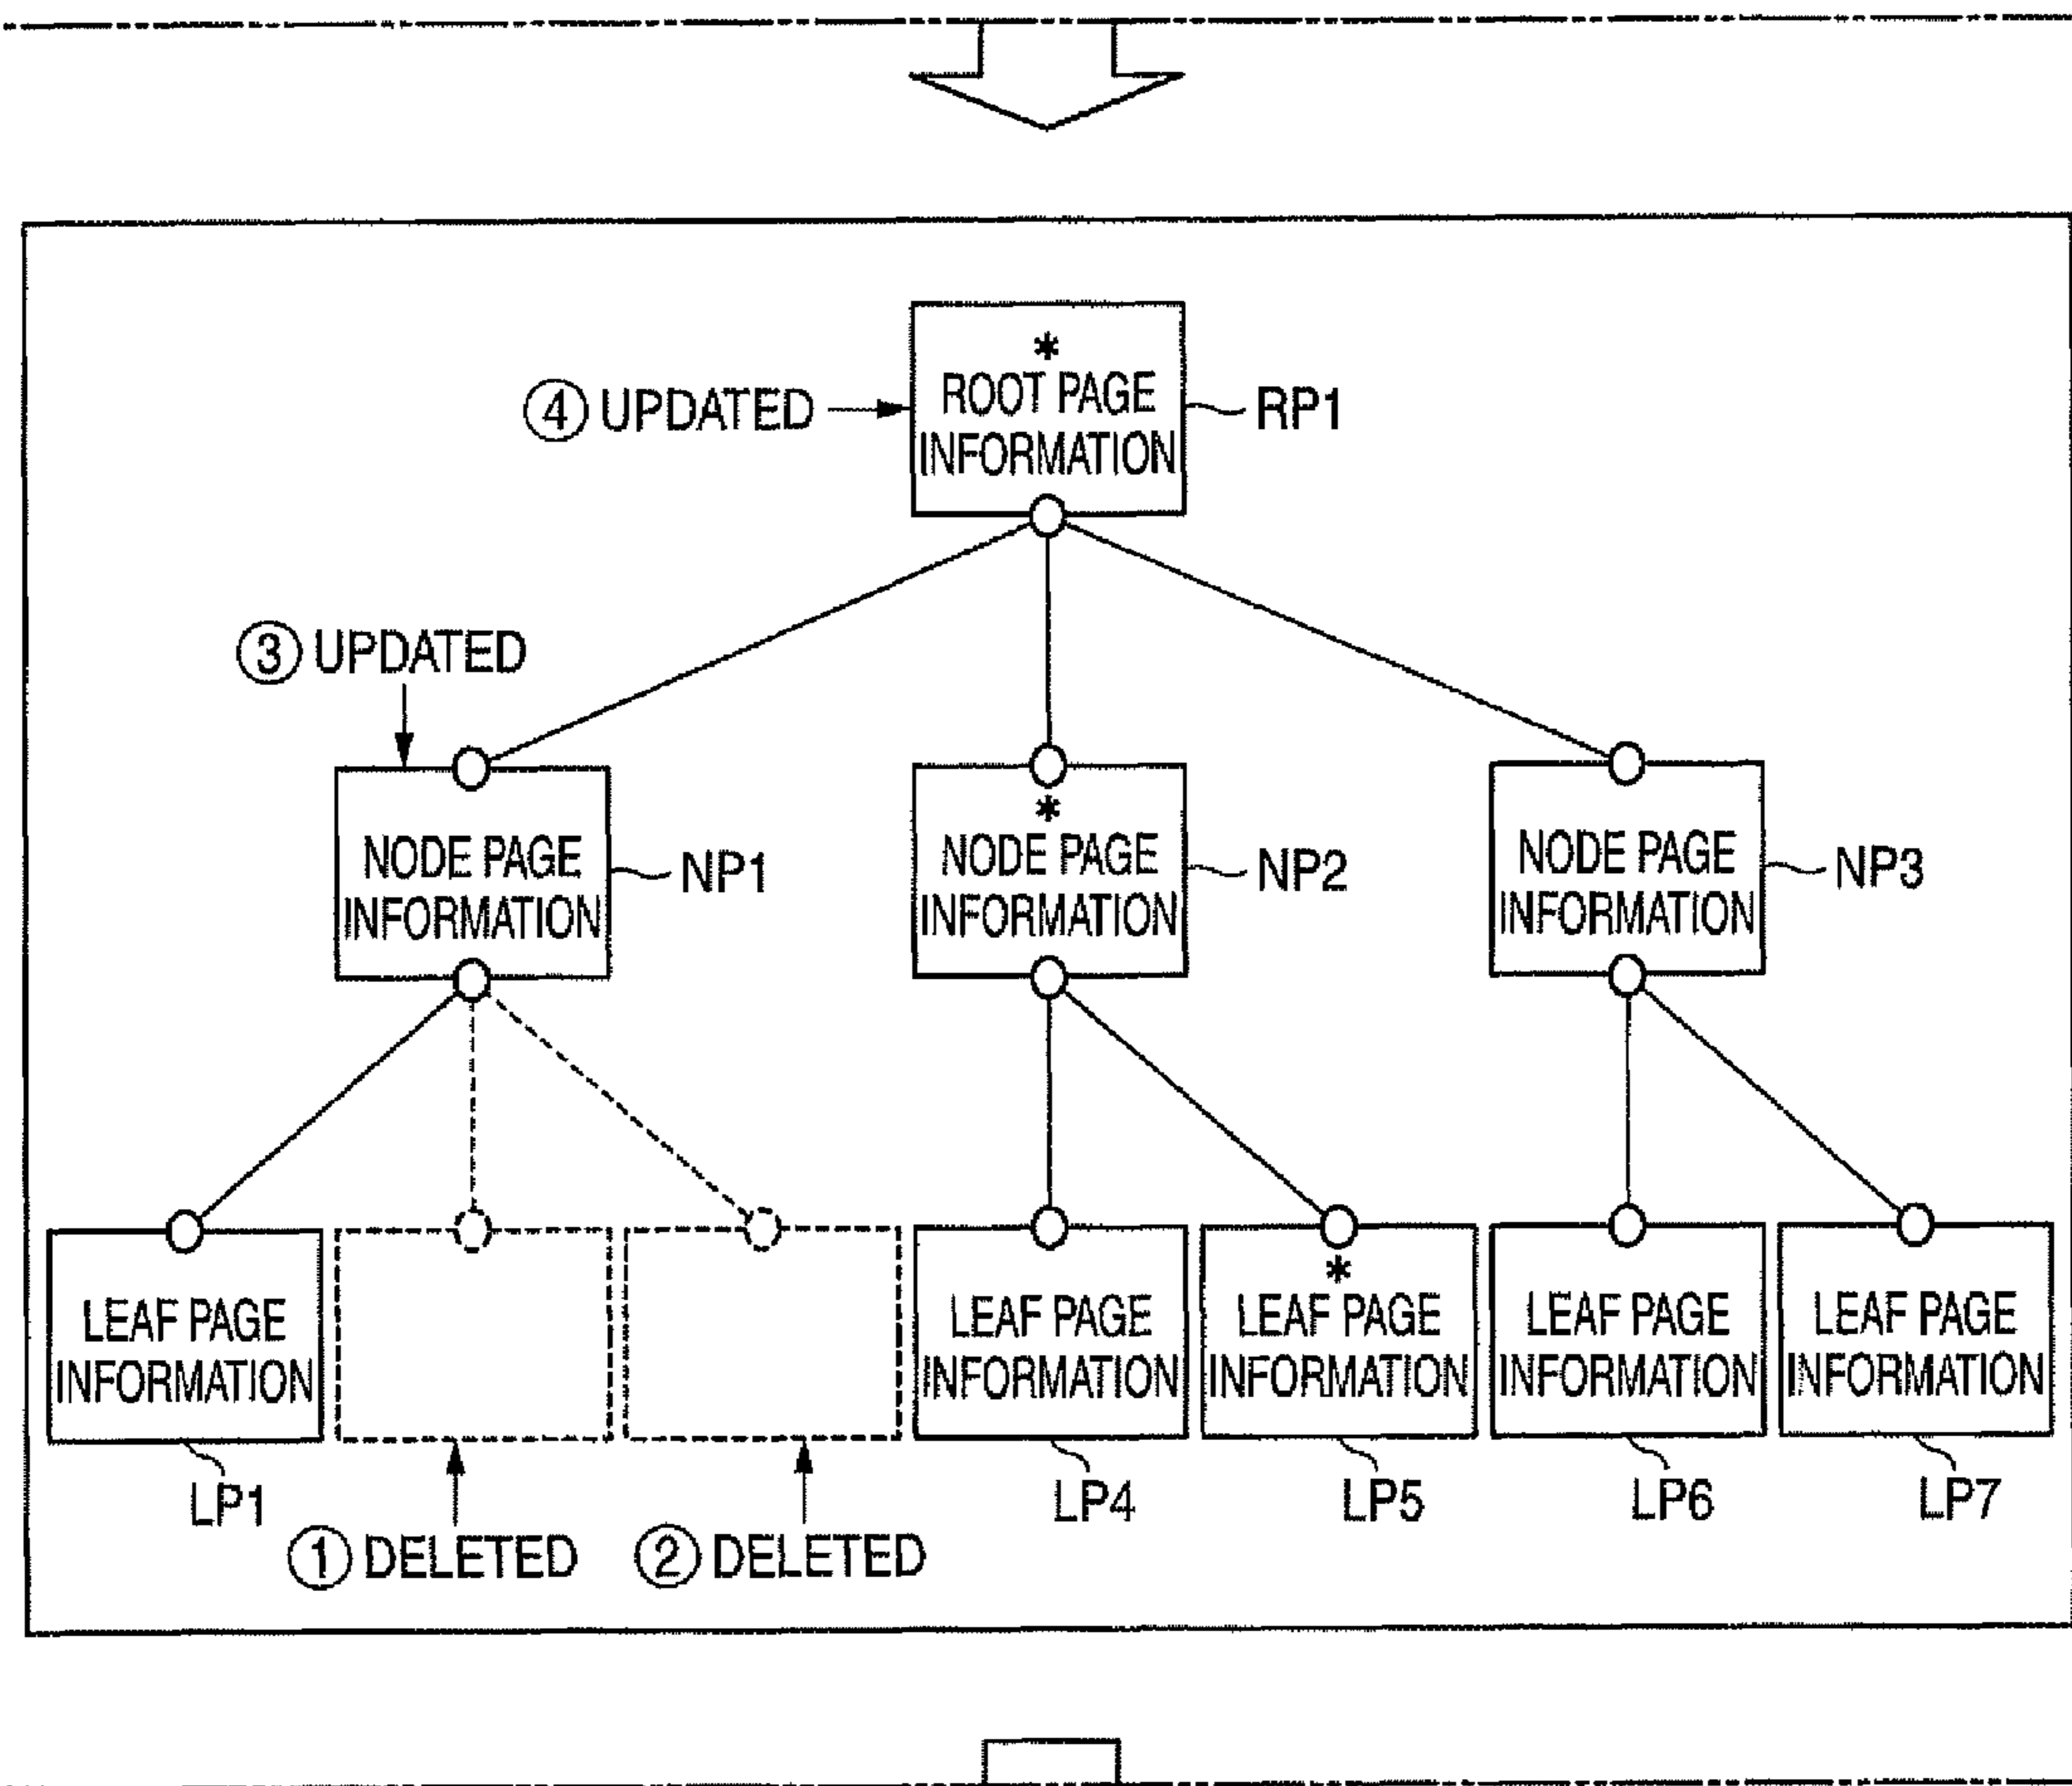 *
ROOT PAGE
INFORMATION
④ UPDATED
RP1
③ UPDATED
NODE PAGE
INFORMATION
NP1
*
NODE PAGE
INFORMATION
NP2
NODE PAGE
INFORMATION
NP3
LEAF PAGE
INFORMATION
LP1
① DELETED
② DELETED
LEAF PAGE
INFORMATION
LP4
*
LEAF PAGE
INFORMATION
LP5
LEAF PAGE
INFORMATION
LP6
LEAF PAGE
INFORMATION
LP7